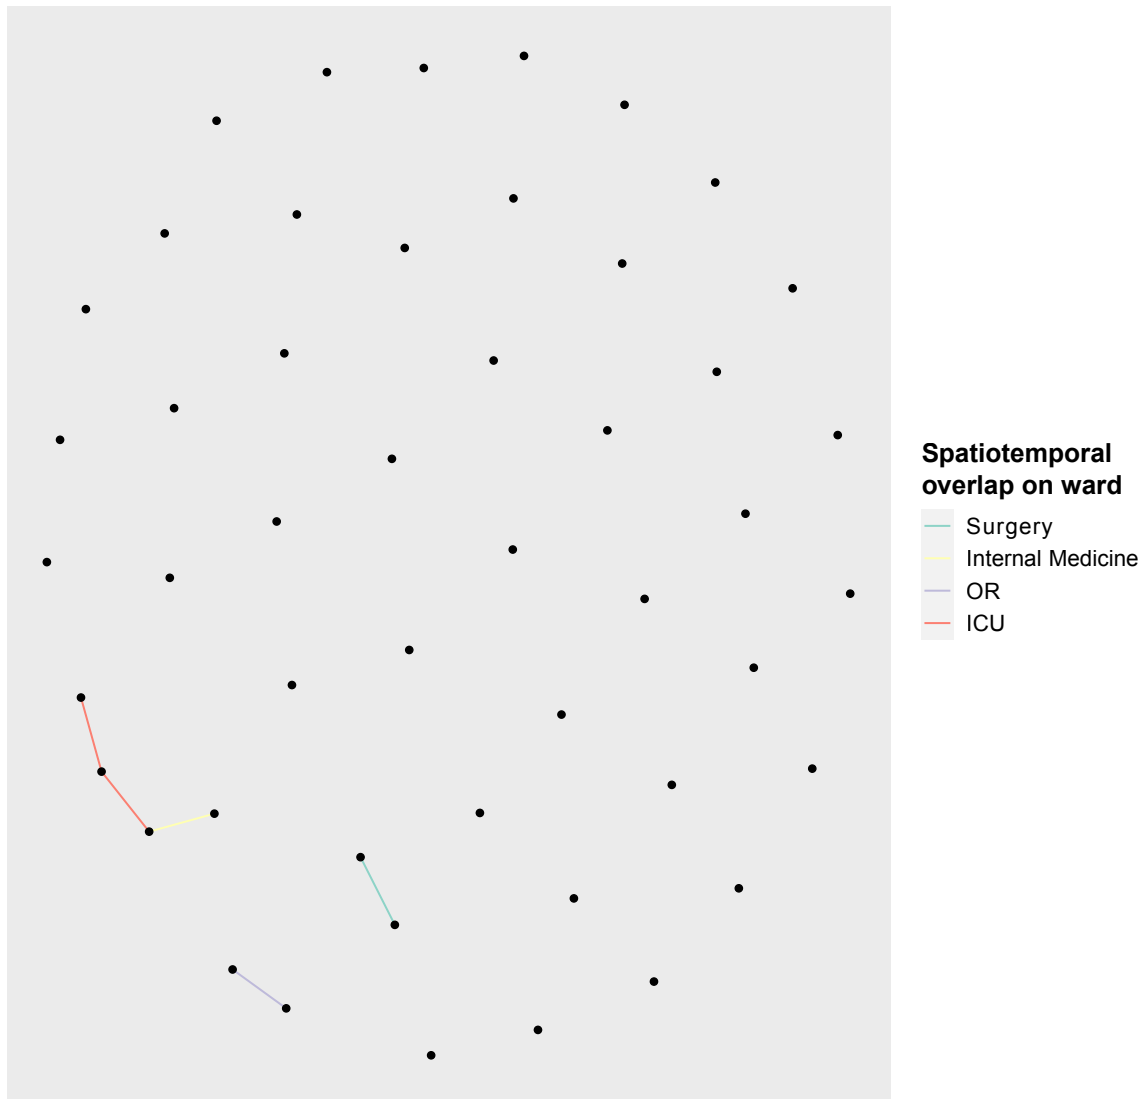 Spatiotemporal
overlap on ward
Surgery
Internal Medicine
OR
ICU